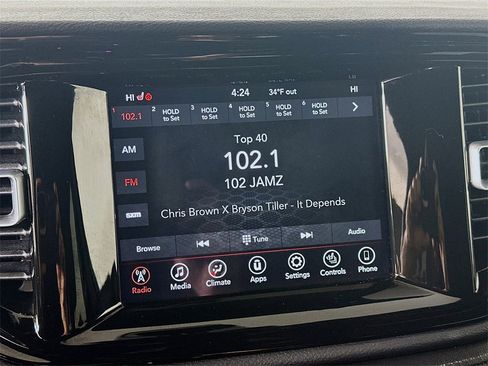 HI 4:24 34°F out HI
102.1 2 HOLD to Set 3 HOLD to Set 4 HOLD to Set 5 HOLD to Set 6 HOLD to Set
AM
Top 40
102.1
FM
102 JAMZ
sxm
Chris Brown X Bryson Tiller - It Depends
Browse Tune Audio
Radio Media Climate Apps Settings Controls Phone